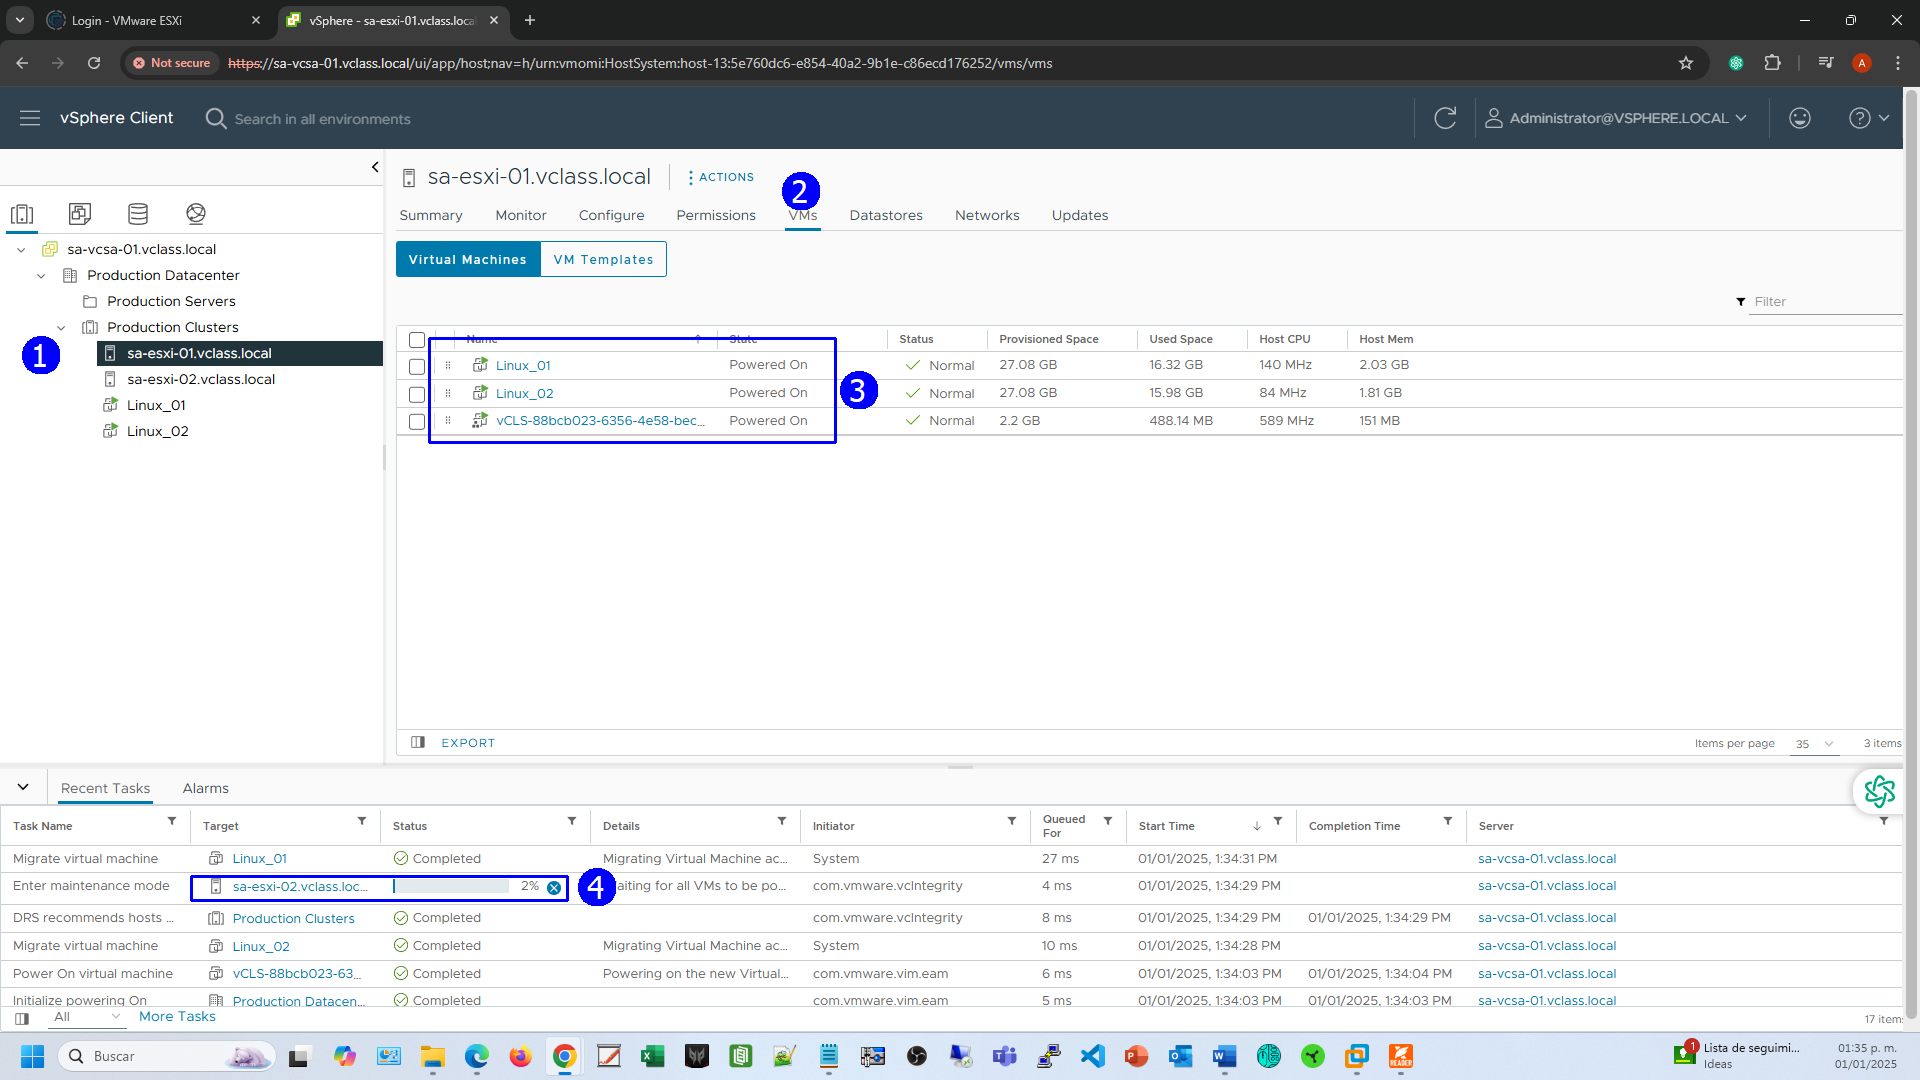 Login - VMware ESXi
vSphere - sa-esxi-01.vclass.loca
Not secure
https://sa-vcsa-01.vclass.local/ui/app/host;nav=h/urn:vmomi:HostSystem:host-13:5e760dc6-e854-40a2-9b1e-c86ecd176252/vms/vms
A
vSphere Client
Search in all environments
Administrator@VSPHERE.LOCAL
sa-esxi-01.vclass.local
ACTIONS
2
Summary Monitor Configure Permissions VMs Datastores Networks Updates
Virtual Machines VM Templates
Filter
sa-vcsa-01.vclass.local
Production Datacenter
Production Servers
Production Clusters
1
sa-esxi-01.vclass.local
sa-esxi-02.vclass.local
Linux_01
Linux_02
Name State Status Provisioned Space Used Space Host CPU Host Mem
Linux_01 Powered On Normal 27.08 GB 16.32 GB 140 MHz 2.03 GB
3
Linux_02 Powered On Normal 27.08 GB 15.98 GB 84 MHz 1.81 GB
vCLS-88bcb023-6356-4e58-bec... Powered On Normal 2.2 GB 488.14 MB 589 MHz 151 MB
EXPORT
Items per page 35 3 items
Recent Tasks Alarms
Task Name Target Status Details Initiator Queued For Start Time Completion Time Server
Migrate virtual machine Linux_01 Completed Migrating Virtual Machine ac... System 27 ms 01/01/2025, 1:34:31 PM sa-vcsa-01.vclass.local
Enter maintenance mode sa-esxi-02.vclass.loc... 2% 4 aiting for all VMs to be po... com.vmware.vcIntegrity 4 ms 01/01/2025, 1:34:29 PM sa-vcsa-01.vclass.local
DRS recommends hosts ... Production Clusters Completed com.vmware.vcIntegrity 8 ms 01/01/2025, 1:34:29 PM 01/01/2025, 1:34:29 PM sa-vcsa-01.vclass.local
Migrate virtual machine Linux_02 Completed Migrating Virtual Machine ac... System 10 ms 01/01/2025, 1:34:28 PM sa-vcsa-01.vclass.local
Power On virtual machine vCLS-88bcb023-63... Completed Powering on the new Virtual... com.vmware.vim.eam 6 ms 01/01/2025, 1:34:03 PM 01/01/2025, 1:34:04 PM sa-vcsa-01.vclass.local
Initialize powering On Production Datacen... Completed com.vmware.vim.eam 5 ms 01/01/2025, 1:34:03 PM 01/01/2025, 1:34:03 PM sa-vcsa-01.vclass.local
All More Tasks
17 items
Buscar
READER
1
Lista de seguimi...
Ideas
01:35 p. m.
01/01/2025